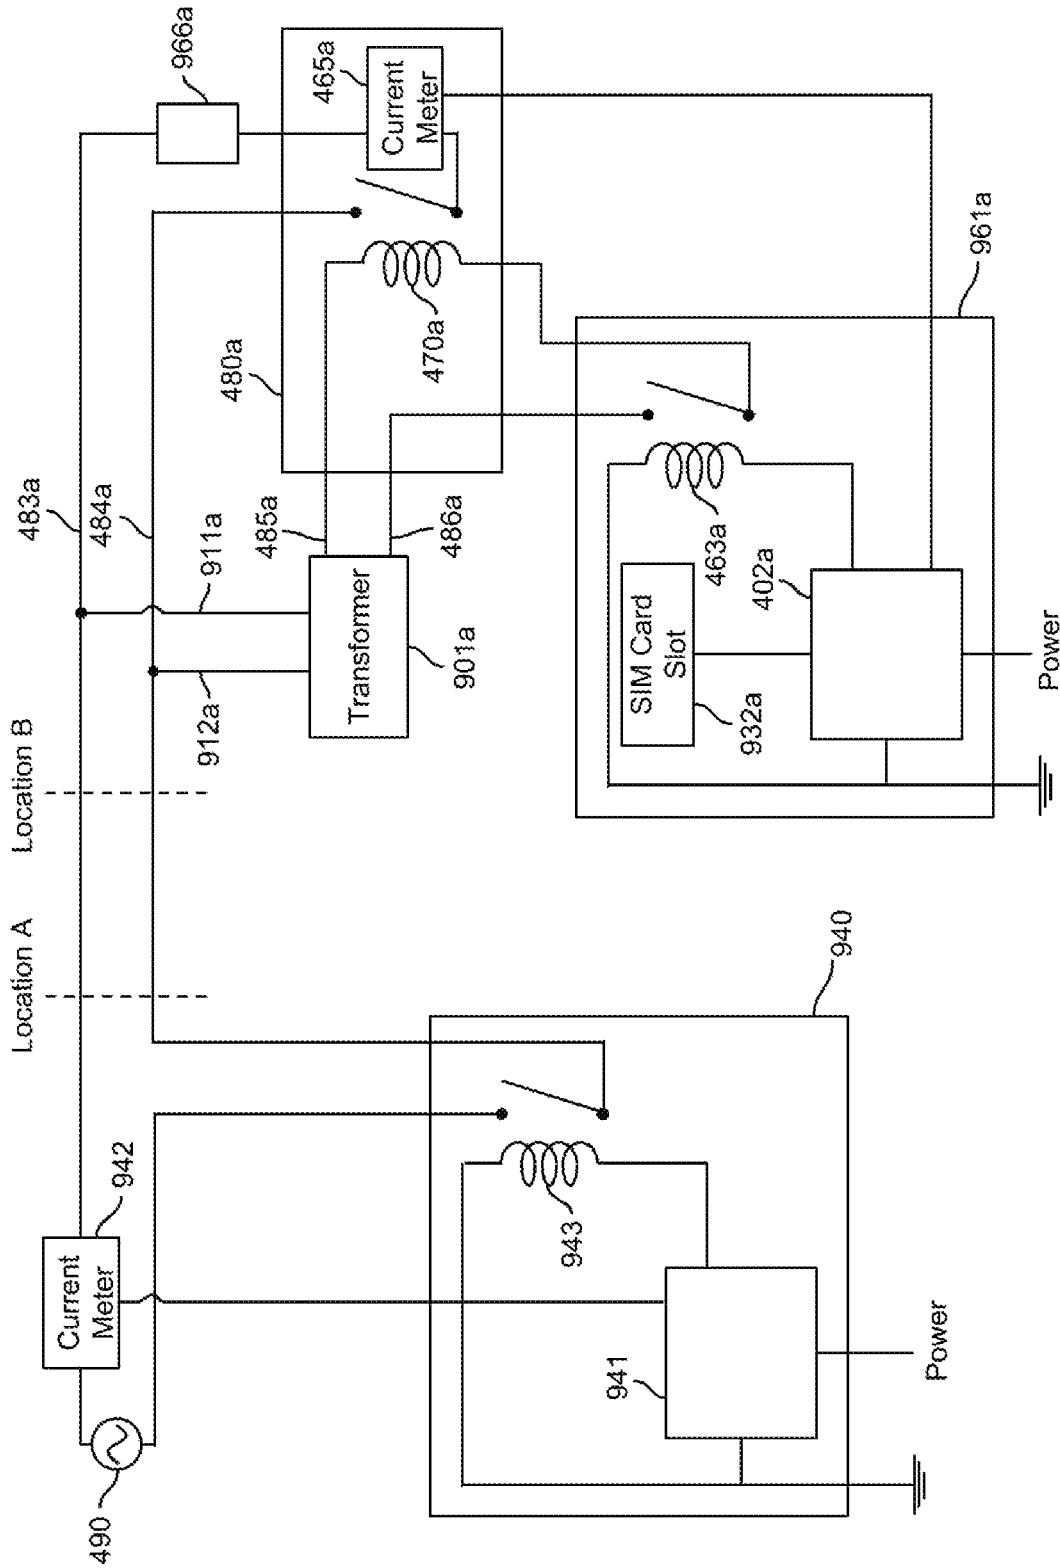 Location A
Location B
490
Current
Meter
942
483a
484a
912a
911a
966a
Transformer
901a
485a
486a
480a
465a
Current
Meter
470a
943
941
Power
940
SIM Card
Slot
932a
463a
402a
Power
961a